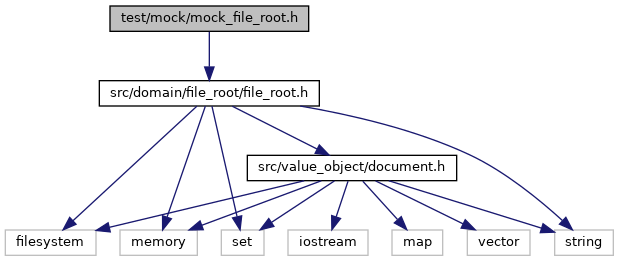 test/mock/mock_file_root.h
src/domain/file_root/file_root.h
src/value_object/document.h
filesystem
memory
set
iostream
map
vector
string